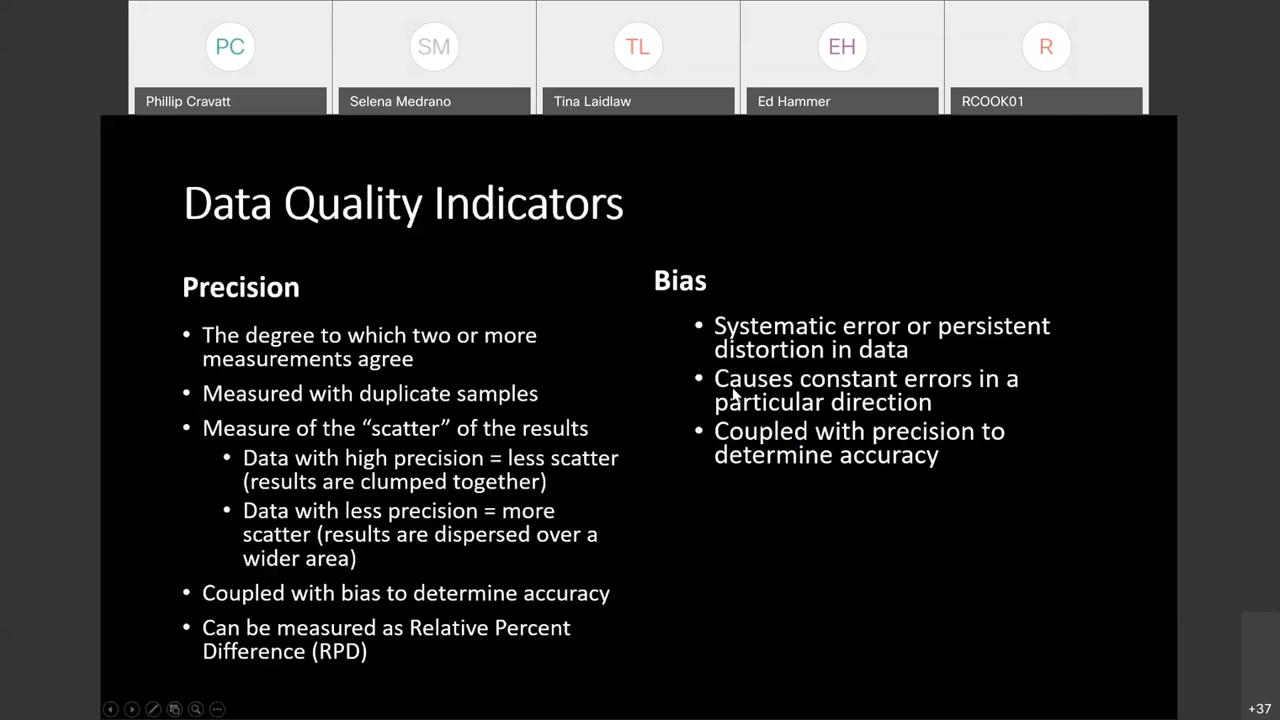 PC
SM
TL
EH
R
Phillip Cravatt
Selena Medrano
Tina Laidlaw
Ed Hammer
RCOOK01
Data Quality Indicators
Precision
• The degree to which two or more
measurements agree
• Measured with duplicate samples
• Measure of the “scatter” of the results
• Data with high precision = less scatter
(results are clumped together)
• Data with less precision = more
scatter (results are dispersed over a
wider area)
• Coupled with bias to determine accuracy
• Can be measured as Relative Percent
Difference (RPD)
Bias
• Systematic error or persistent
distortion in data
• Causes constant errors in a
particular direction
• Coupled with precision to
determine accuracy
+37